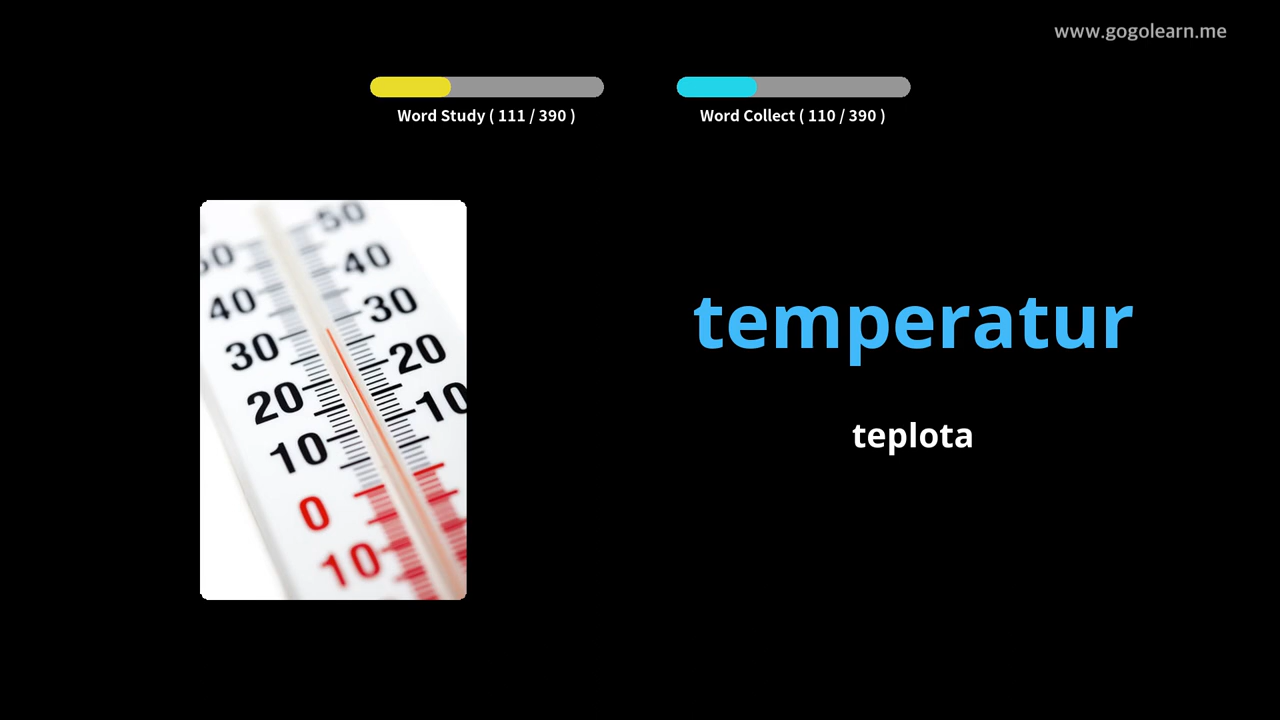 www.gogolearn.me
Word Study ( 111 / 390 )
Word Collect ( 110 / 390 )
50
50
40
40
30
30
20
20
10
10
0
10
temperatur
teplota